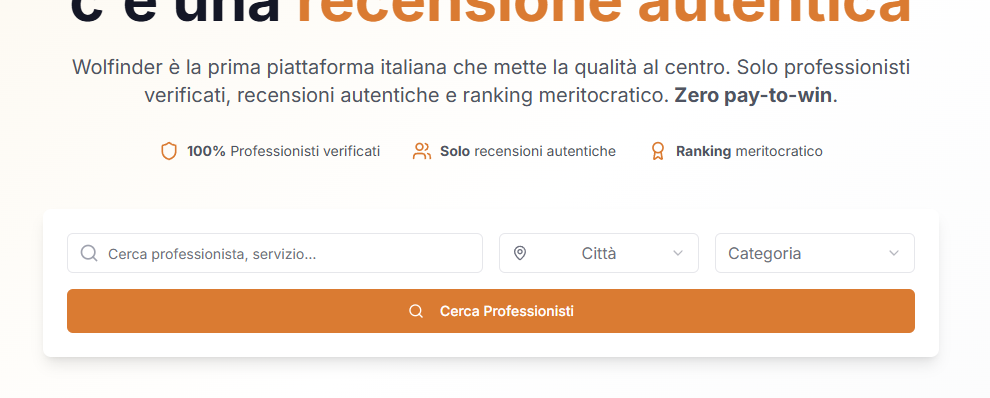 c'è una recensione autentica
Wolfinder è la prima piattaforma italiana che mette la qualità al centro. Solo professionisti
verificati, recensioni autentiche e ranking meritocratico. Zero pay-to-win.
100% Professionisti verificati Solo recensioni autentiche Ranking meritocratico
Cerca professionista, servizio... Città Categoria
Cerca Professionisti